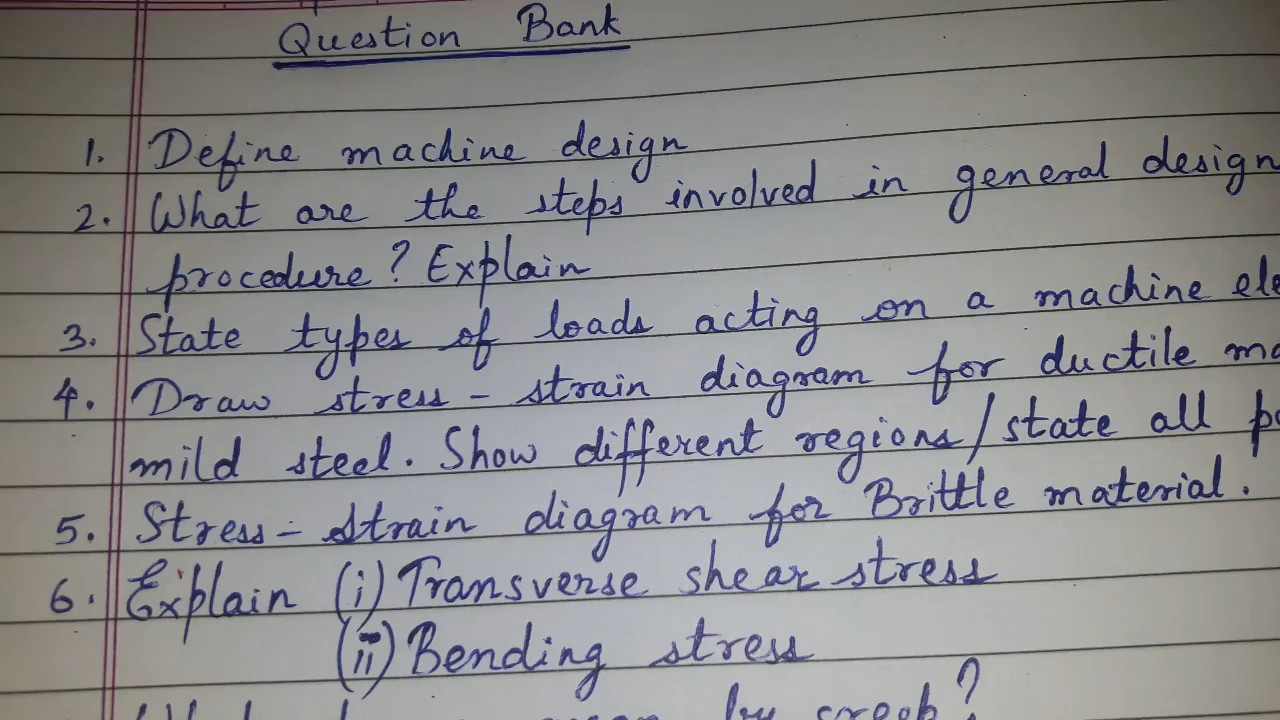 Question Bank
1. Define machine design
2. What are the steps involved in general design
procedure? Explain
3. State types of loads acting on a machine
4. Draw stress - strain diagram for ductile
mild steel. Show different regions/state all
5. Stress - strain diagram for Brittle material.
6. Explain (i) Transverse shear stress
(ii) Bending stress
by creep?